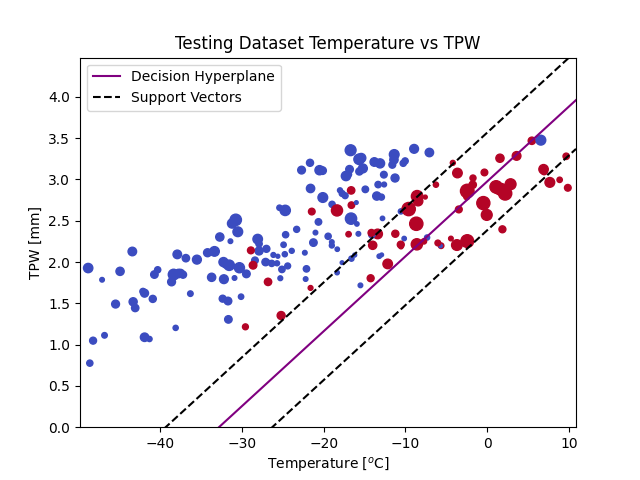 Testing Dataset Temperature vs TPW
Decision Hyperplane
Support Vectors
TPW [mm]
4.0
3.5
3.0
2.5
2.0
1.5
1.0
0.5
0.0
−40 −30 −20 −10 0 10
Temperature [°C]